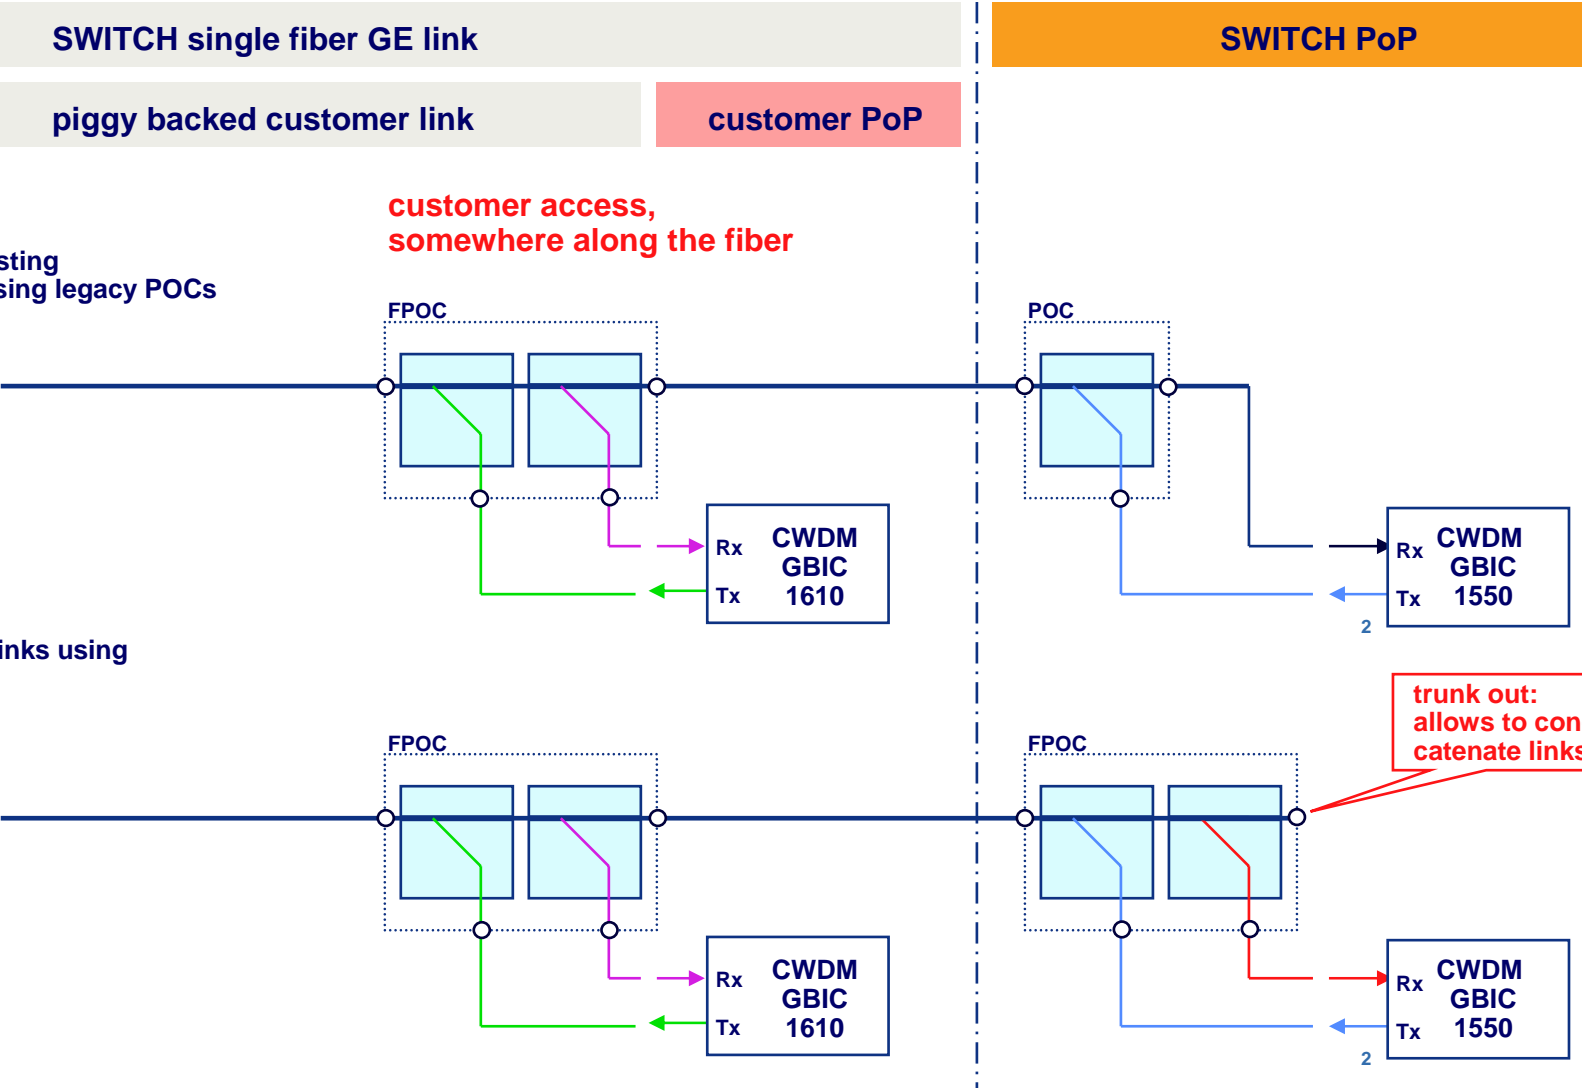 SWITCH single fiber GE link
SWITCH PoP
piggy backed customer link
customer PoP
customer access,
somewhere along the fiber
sting
sing legacy POCs
FPOC
POC
Rx
CWDM
GBIC
1610
Tx
Rx
CWDM
GBIC
1550
Tx
2
inks using
trunk out:
allows to con
catenate links
FPOC
FPOC
Rx
CWDM
GBIC
1610
Tx
Rx
CWDM
GBIC
1550
Tx
2